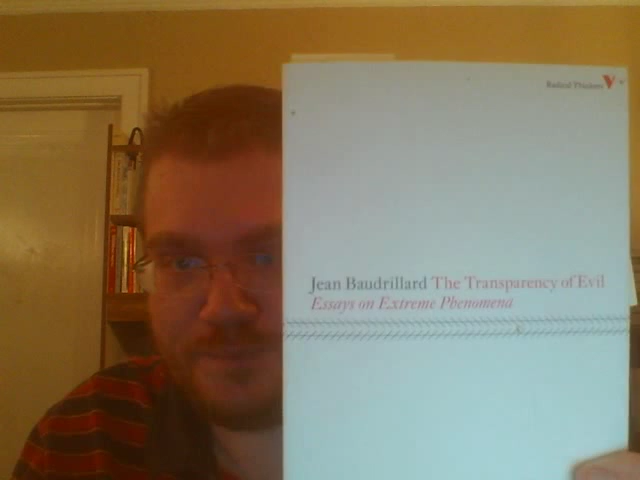 Radical Thinkers V
Jean Baudrillard The Transparency of Evil
Essays on Extreme Phenomena